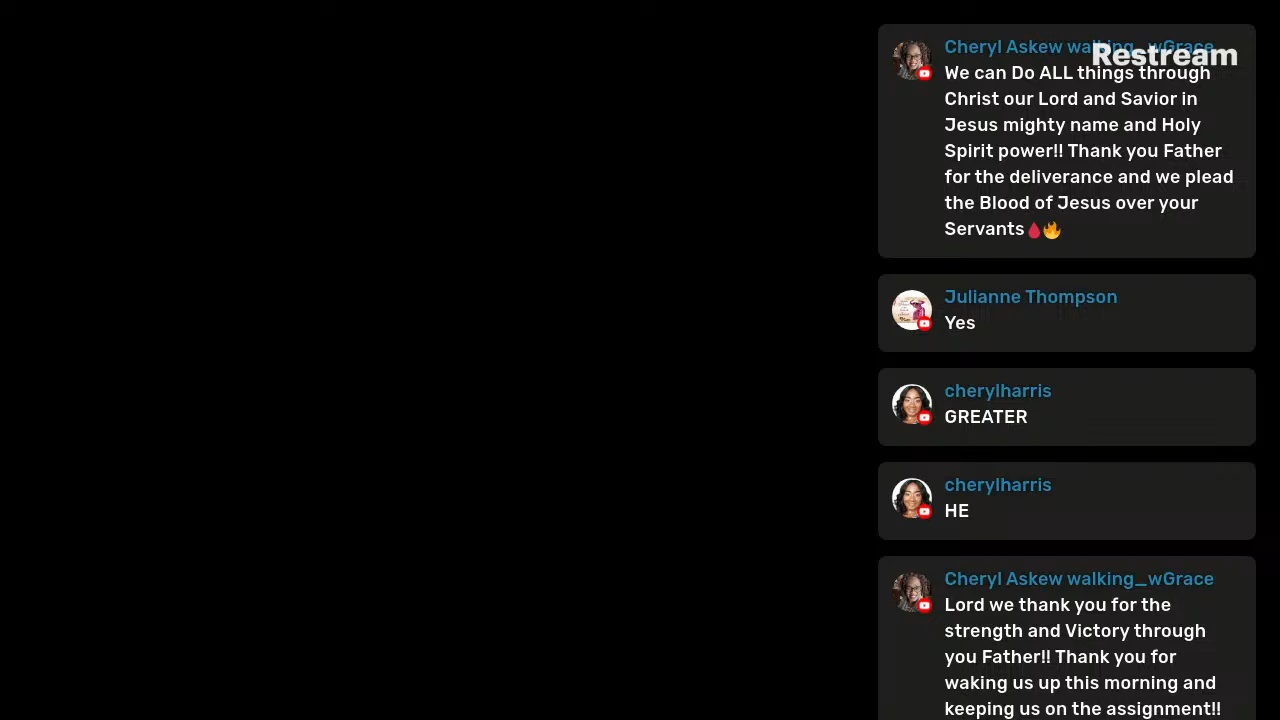 Cheryl Askew walking_wGrace
Restream
We can Do ALL things through
Christ our Lord and Savior in
Jesus mighty name and Holy
Spirit power!! Thank you Father
for the deliverance and we plead
the Blood of Jesus over your
Servants🩸🔥
Julianne Thompson
Yes
cherylharris
GREATER
cherylharris
HE
Cheryl Askew walking_wGrace
Lord we thank you for the
strength and Victory through
you Father!! Thank you for
waking us up this morning and
keeping us on the assignment!!